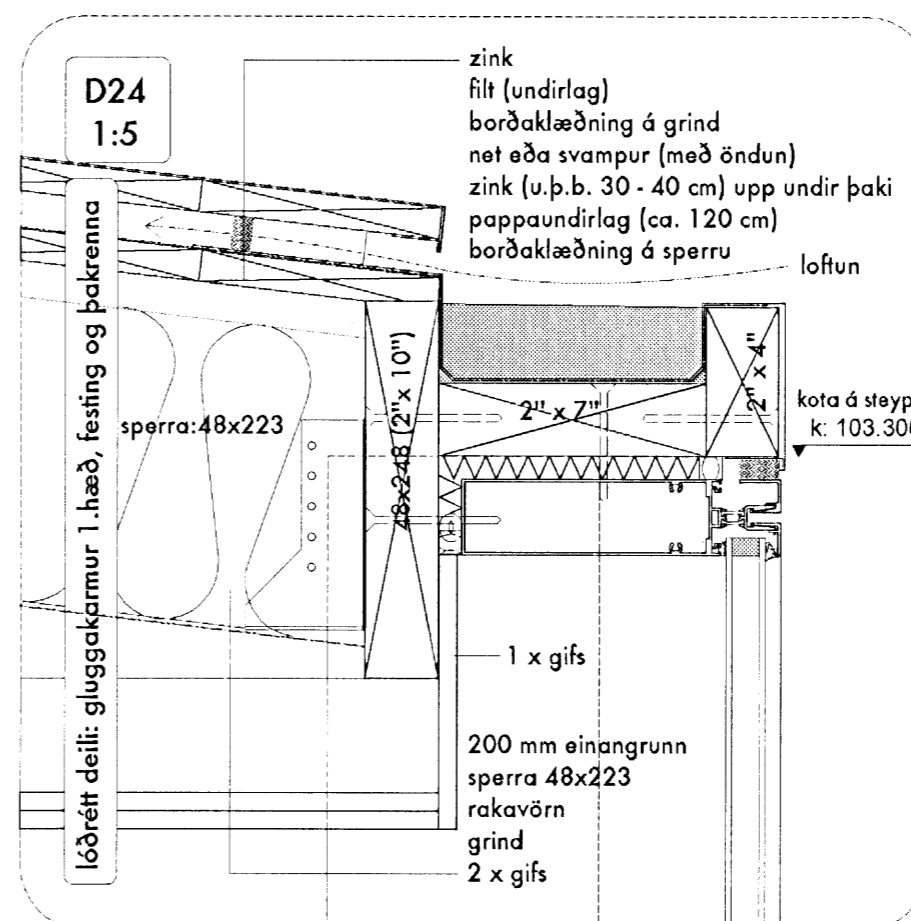 D24
1:5
lóðrétt deili: gluggakarmur 1.hæð, festing og þakrenna
zink
filt (undirlag)
borðaklæðning á grind
net eða svampur (með öndun)
zink (u.þ.b. 30 - 40 cm) upp undir þaki
pappaundirlag (ca. 120 cm)
borðaklæðning á sperru
loftun
sperra:48x223
48x248 (2"x 10")
2" x 7"
2" x 4"
kota á steyp
k: 103.300
1 x gifs
200 mm einangrunn
sperra 48x223
rakavörn
grind
2 x gifs